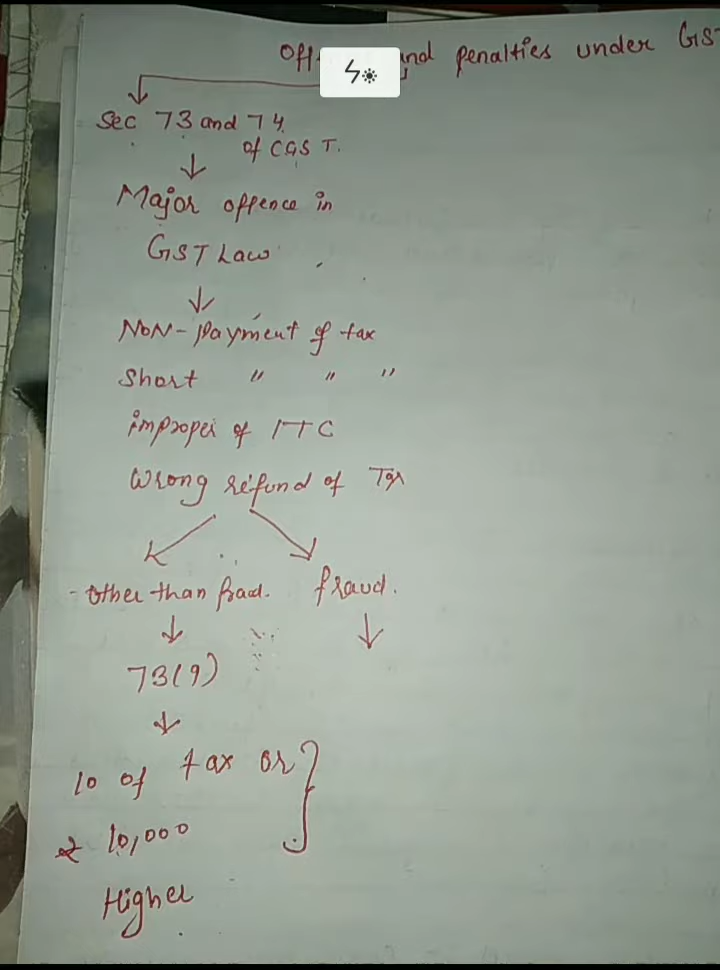 Off and penalties under GS
Sec 73 and 74
of CGST.
Major offence in
GST Law
Non-payment of tax
Short " " "
improper of ITC
Wrong refund of Tax
- Other than frad. fraud.
73(9)
10 of tax or
₹ 10,000
Higher